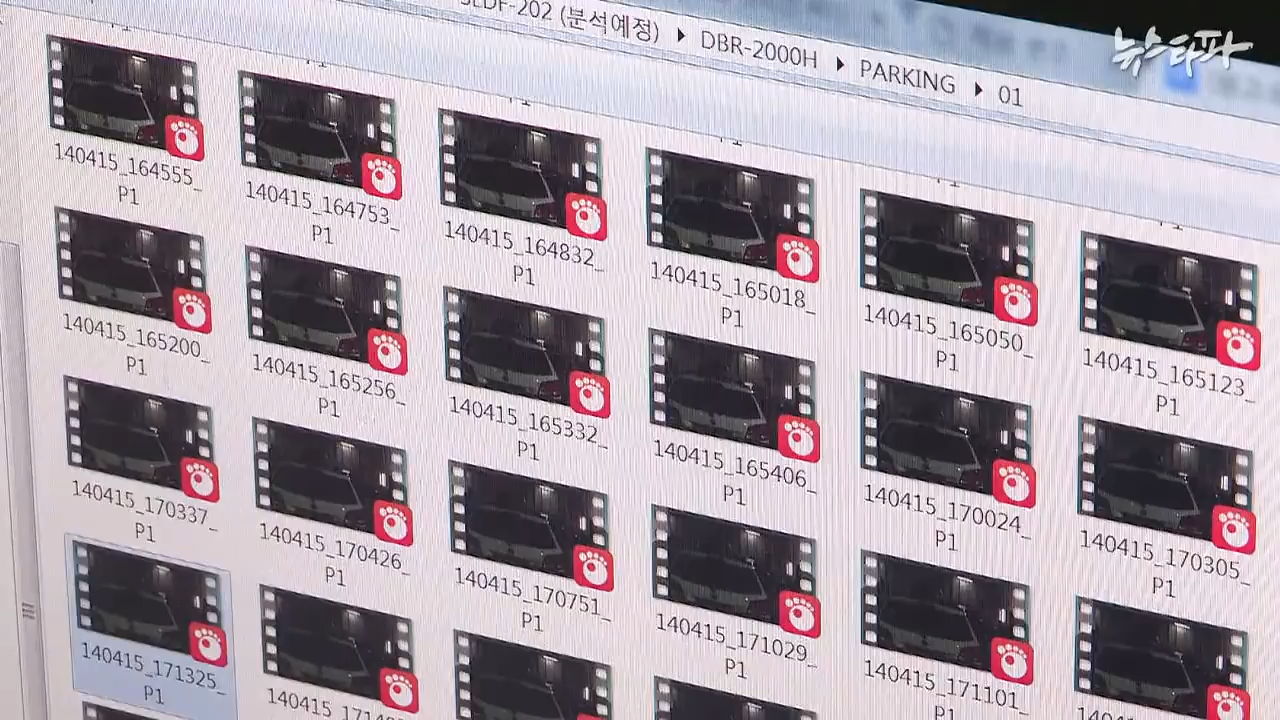 (분석예정) ▶ DBR-2000H ▶ PARKING ▶ 01
뉴스타파
140415_164555_
P1
140415_164753_
P1
140415_164832_
P1
140415_165018_
P1
140415_165050_
P1
140415_165123_
P1
140415_165200_
P1
140415_165256_
P1
140415_165332_
P1
140415_165406_
P1
140415_170024_
P1
140415_170305_
P1
140415_170337_
P1
140415_170426_
P1
140415_170751_
P1
140415_171029_
P1
140415_171101_
P1
140415_171325_
P1